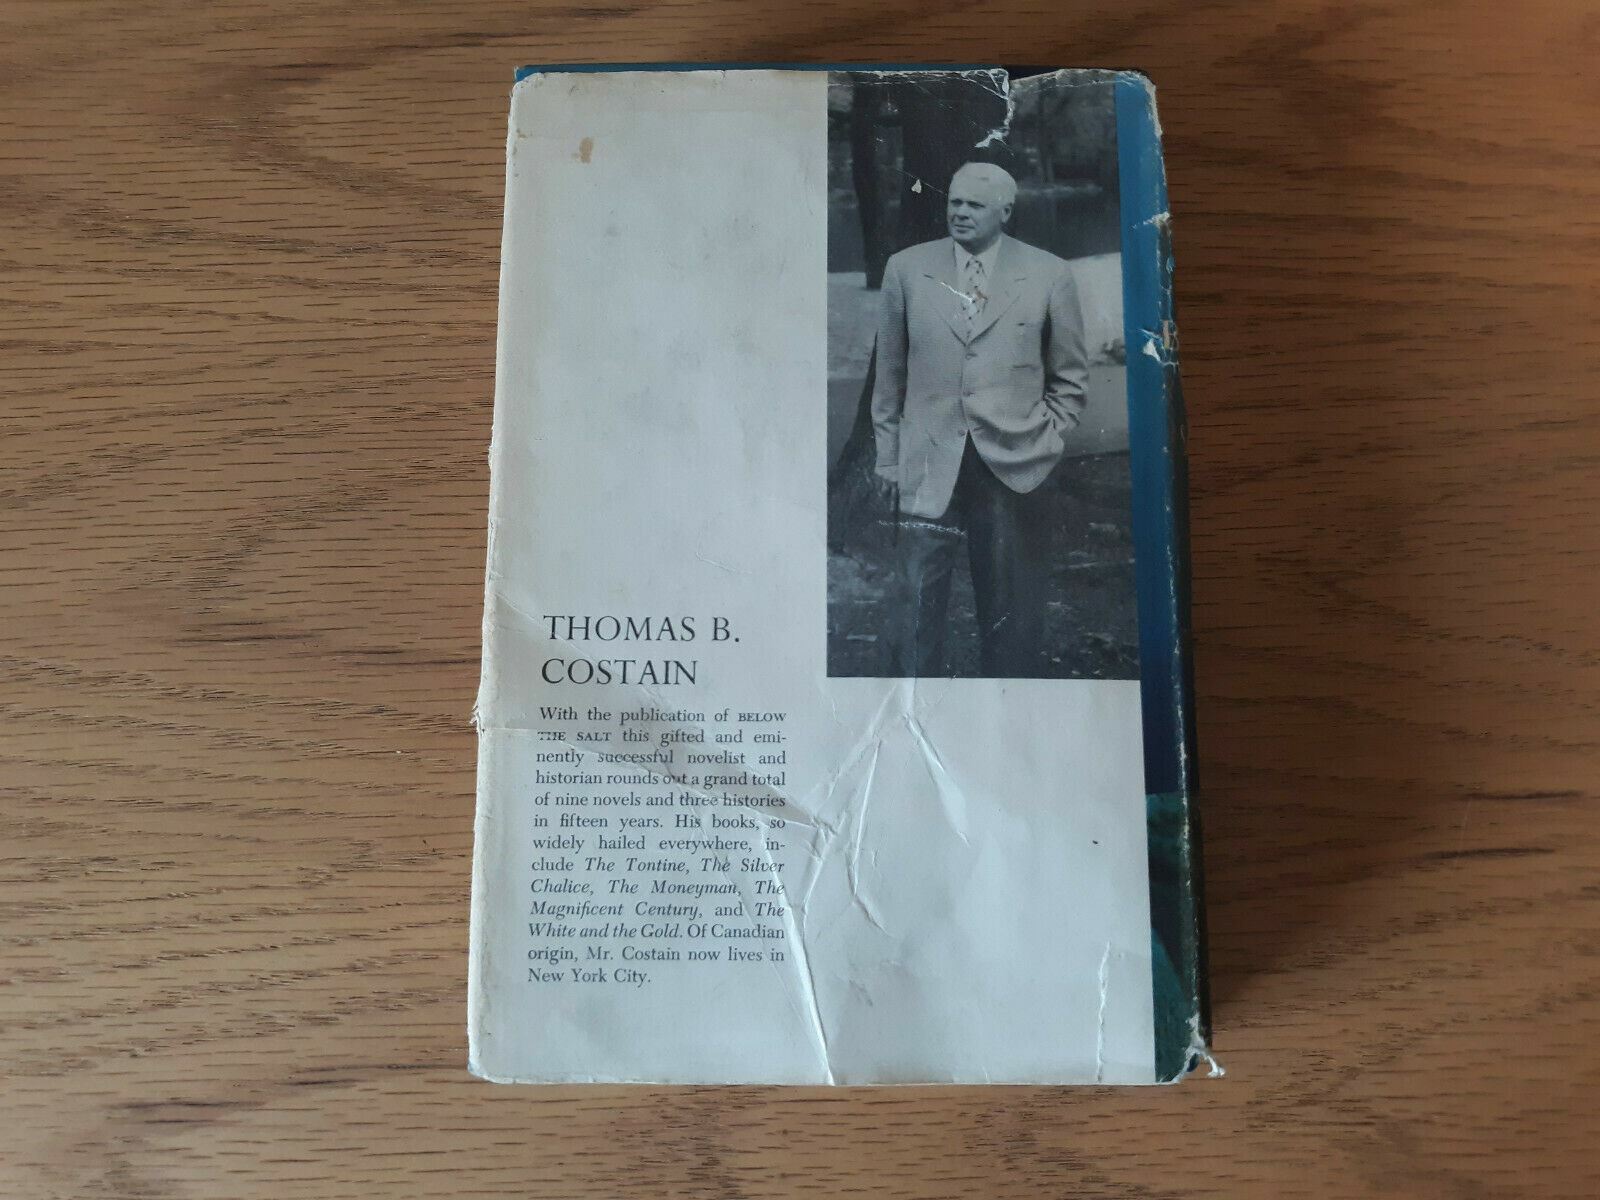 THOMAS B.
COSTAIN
With the publication of BELOW
THE SALT this gifted and emi-
nently successful novelist and
historian rounds out a grand total
of nine novels and three histories
in fifteen years. His books, so
widely hailed everywhere, in-
clude The Tontine, The Silver
Chalice, The Moneyman, The
Magnificent Century, and The
White and the Gold. Of Canadian
origin, Mr. Costain now lives in
New York City.